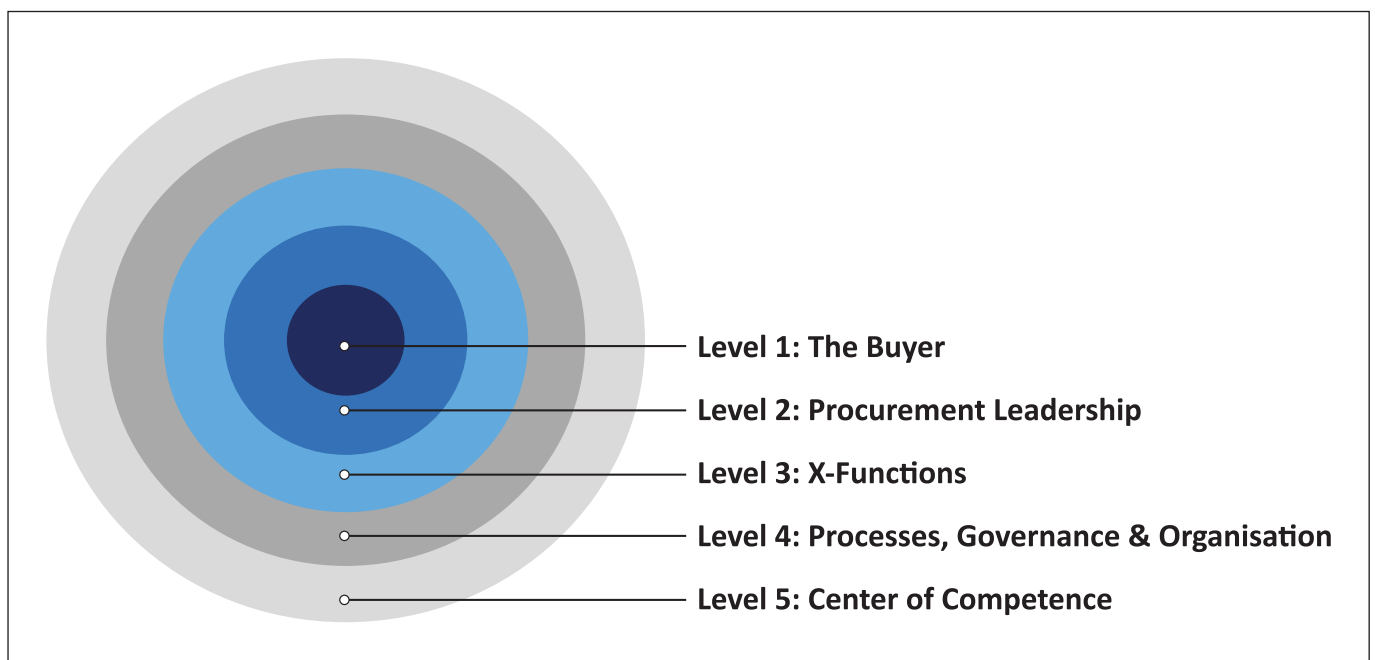 Level 1: The Buyer
Level 2: Procurement Leadership
Level 3: X-Functions
Level 4: Processes, Governance & Organisation
Level 5: Center of Competence